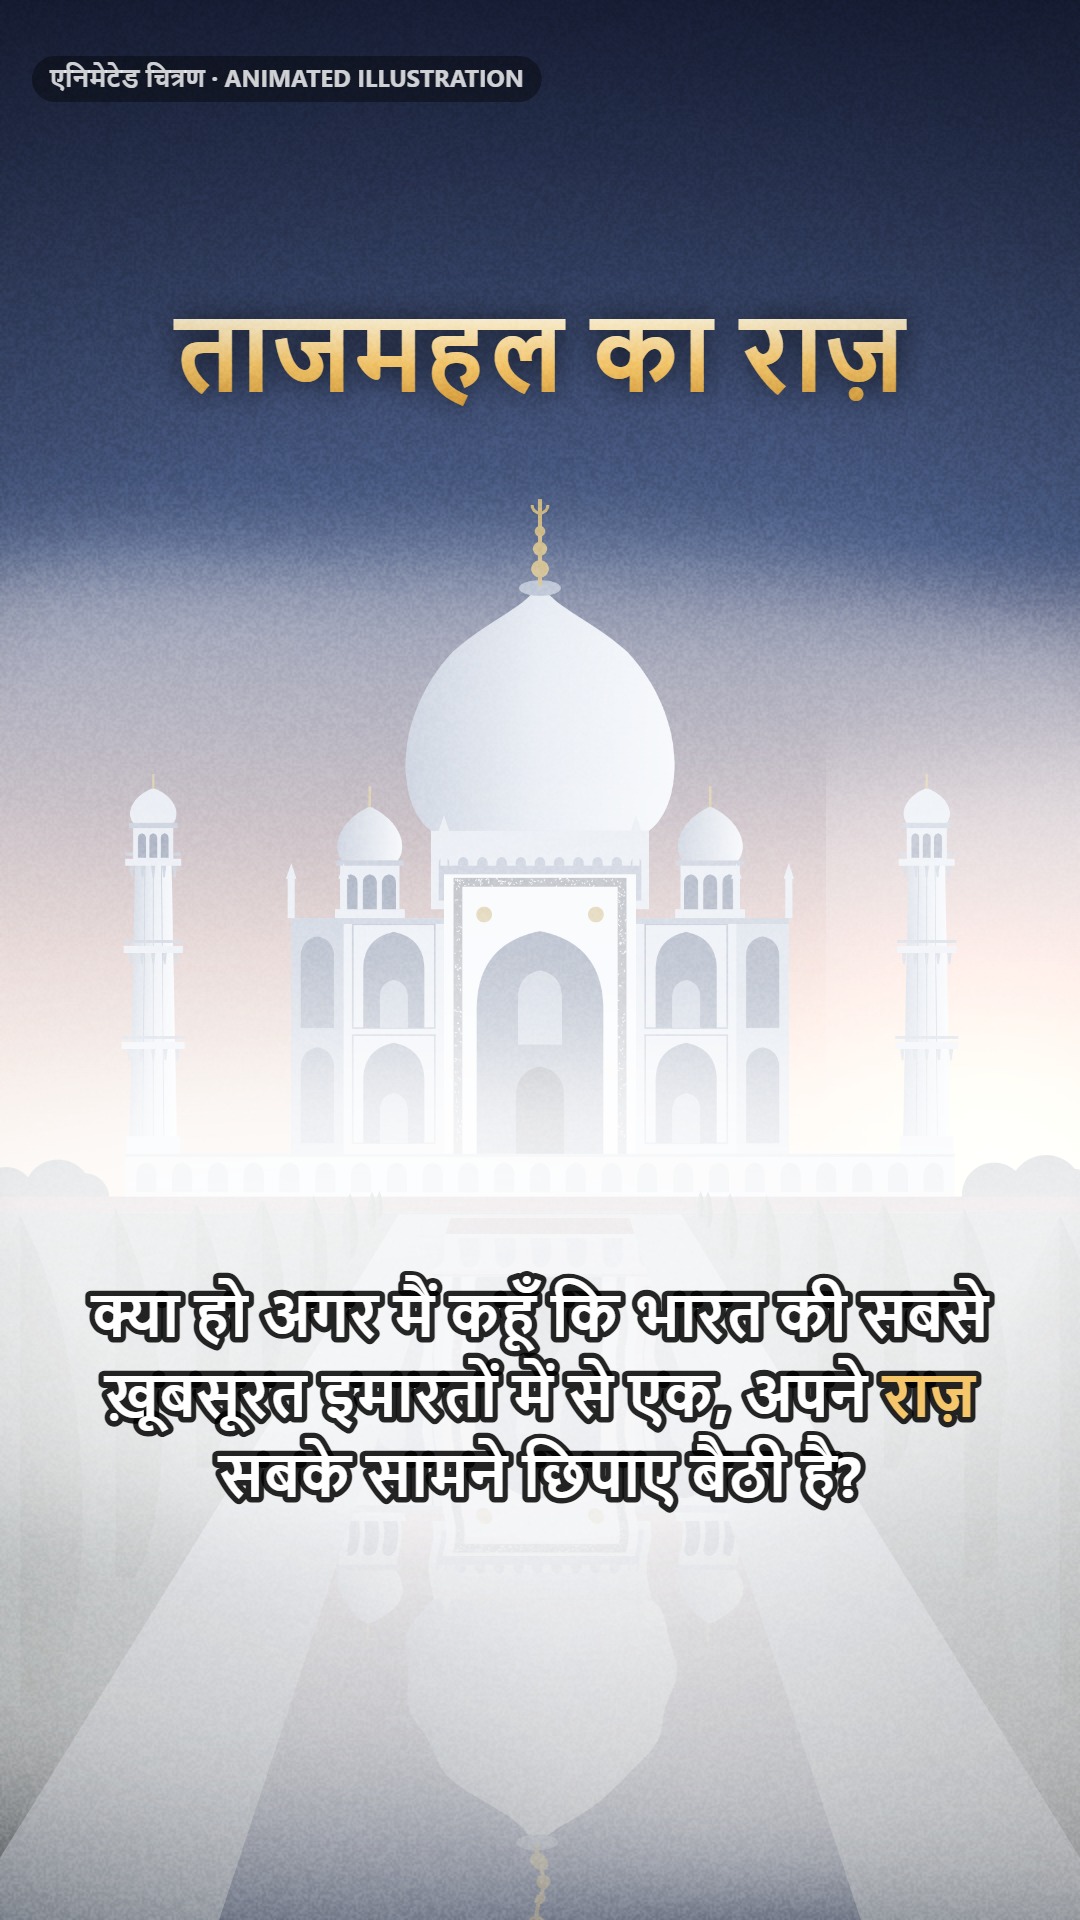 एनिमेटेड चित्रण · ANIMATED ILLUSTRATION
ताजमहल का राज़
क्या हो अगर मैं कहूँ कि भारत की सबसे
ख़ूबसूरत इमारतों में से एक, अपने राज़
सबके सामने छिपाए बैठी है?